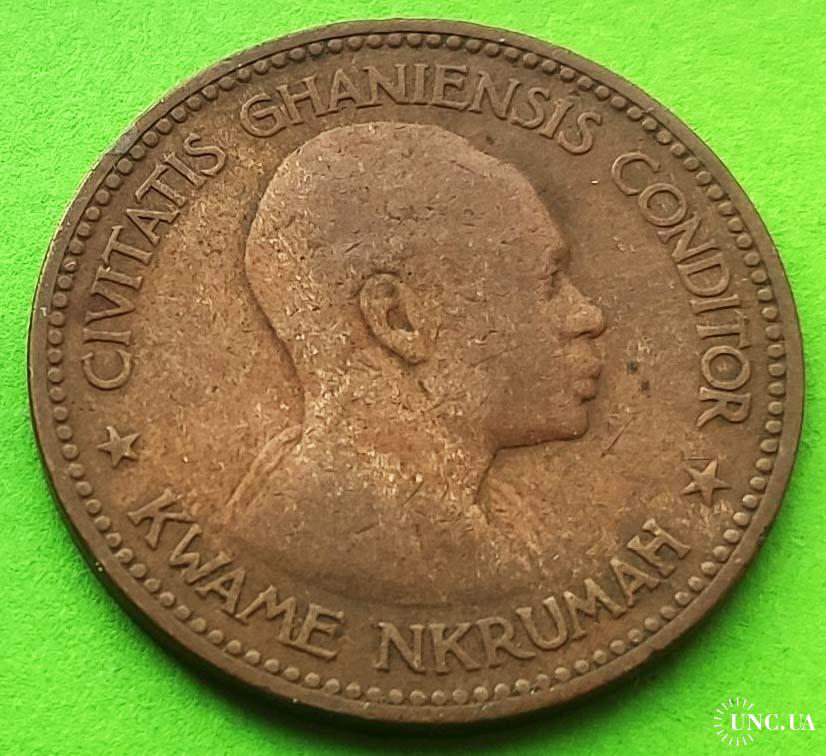 CIVITATIS GHANIENSIS CONDITOR
KWAME NKRUMAH
UNC.UA